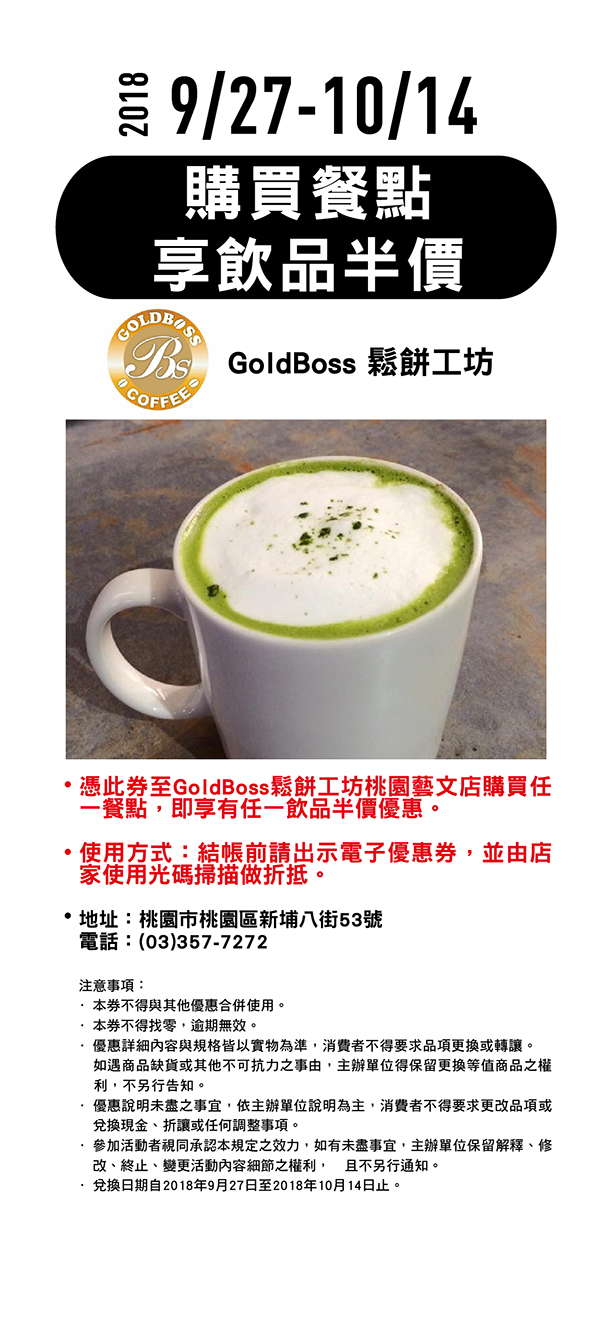 2018 9/27-10/14
購買餐點
享飲品半價
GOLDBOSS
Bs
COFFEE
GoldBoss 鬆餅工坊
•憑此券至GoldBoss鬆餅工坊桃園藝文店購買任
一餐點，即享有任一飲品半價優惠。
•使用方式：結帳前請出示電子優惠券，並由店
家使用光碼掃描做折抵。
•地址：桃園市桃園區新埔八街53號
電話：(03)357-7272
注意事項：
· 本券不得與其他優惠合併使用。
· 本券不得找零，逾期無效。
· 優惠詳細內容與規格皆以實物為準，消費者不得要求品項更換或轉讓。
如遇商品缺貨或其他不可抗力之事由，主辦單位得保留更換等值商品之權
利，不另行告知。
· 優惠說明未盡之事宜，依主辦單位說明為主，消費者不得要求更改品項或
兌換現金、折讓或任何調整事項。
· 參加活動者視同承認本規定之效力，如有未盡事宜，主辦單位保留解釋、修
改、終止、變更活動內容細節之權利， 且不另行通知。
· 兌換日期自2018年9月27日至2018年10月14日止。